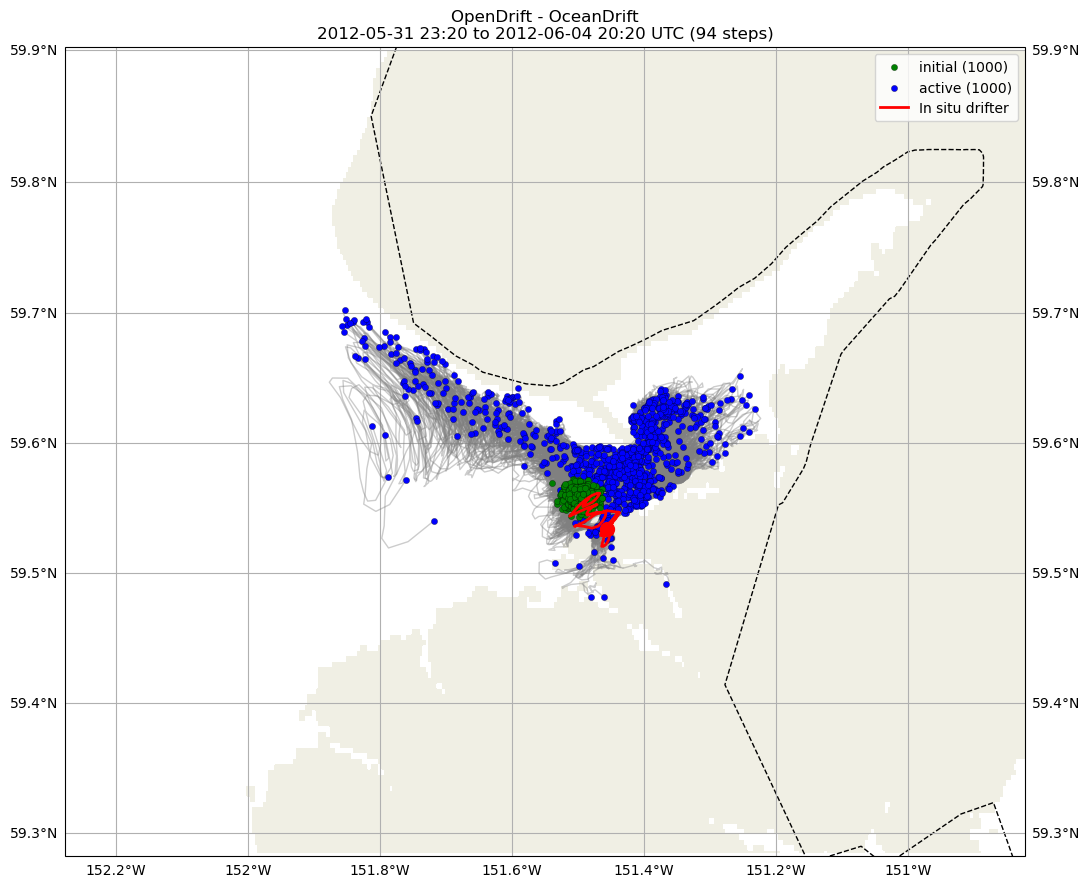 OpenDrift - OceanDrift
2012-05-31 23:20 to 2012-06-04 20:20 UTC (94 steps)
initial (1000)
active (1000)
In situ drifter
59.9°N
59.9°N
59.8°N
59.8°N
59.7°N
59.7°N
59.6°N
59.6°N
59.5°N
59.5°N
59.4°N
59.4°N
59.3°N
59.3°N
152.2°W
152°W
151.8°W
151.6°W
151.4°W
151.2°W
151°W